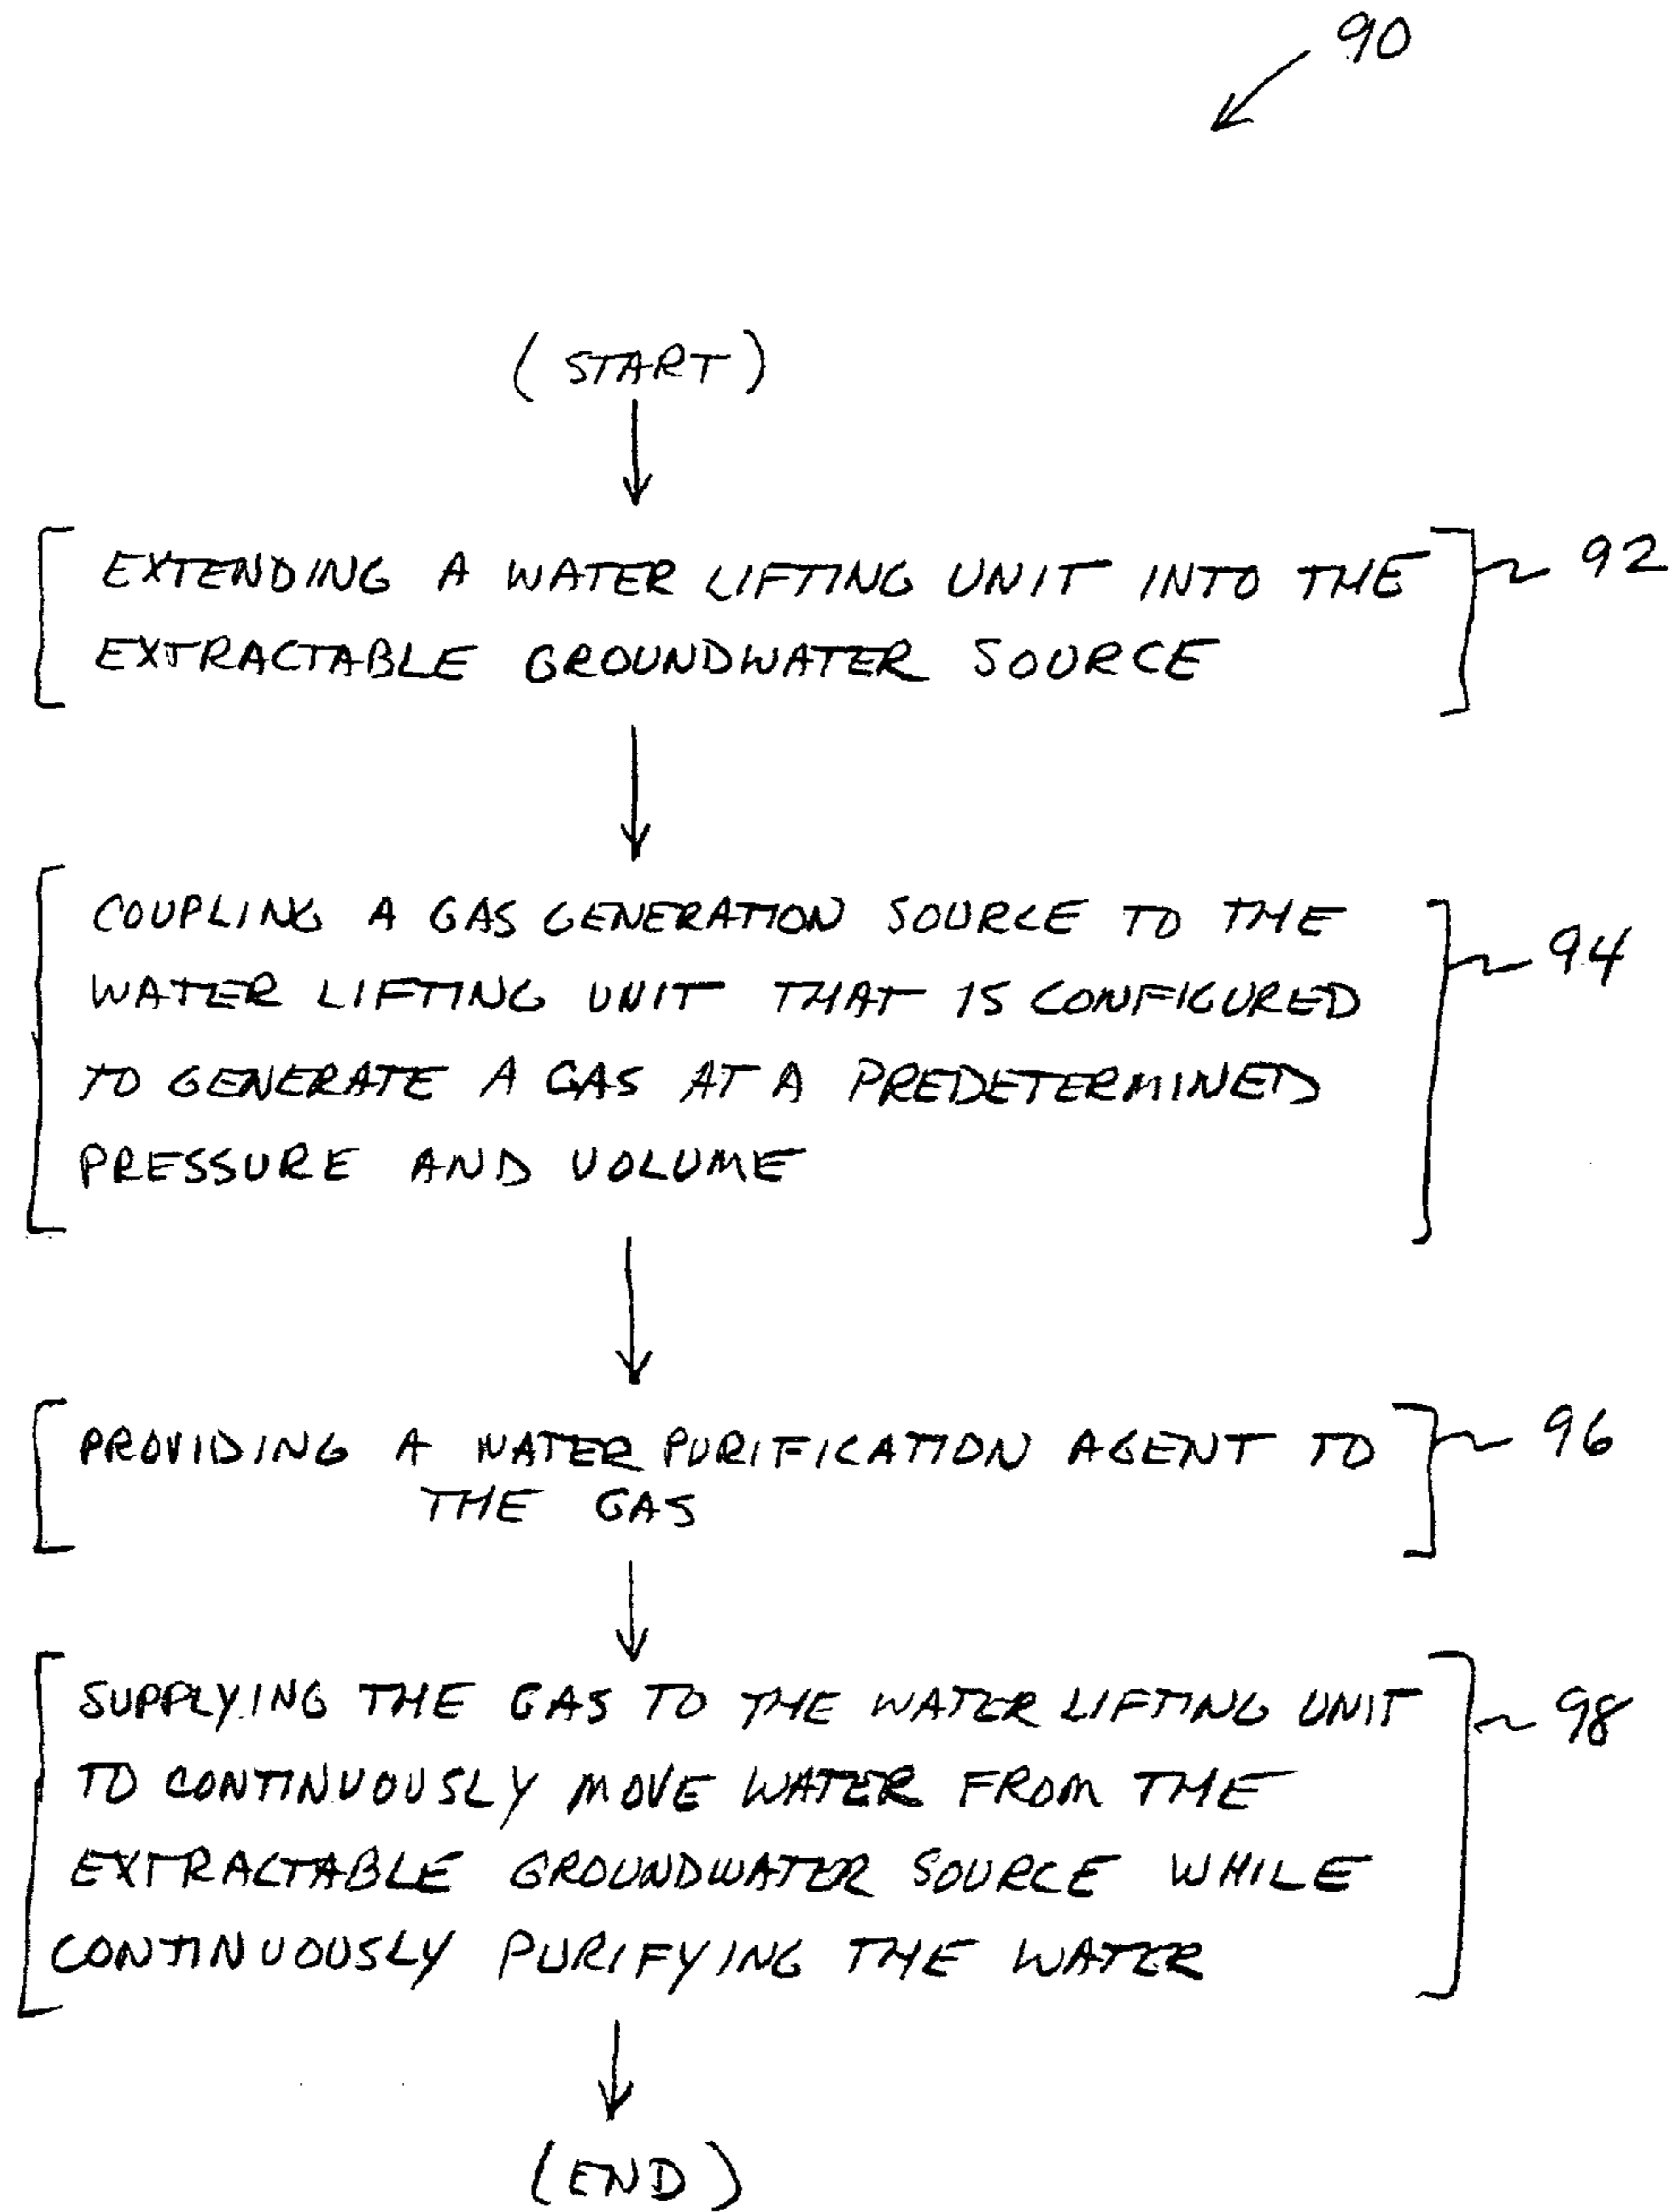 90
(START)
EXTENDING A WATER LIFTING UNIT INTO THE 92
EXTRACTABLE GROUNDWATER SOURCE
COUPLING A GAS GENERATION SOURCE TO THE
WATER LIFTING UNIT THAT IS CONFIGURED 94
TO GENERATE A GAS AT A PREDETERMINED
PRESSURE AND VOLUME
PROVIDING A WATER PURIFICATION AGENT TO 96
THE GAS
SUPPLYING THE GAS TO THE WATER LIFTING UNIT 98
TO CONTINUOUSLY MOVE WATER FROM THE
EXTRACTABLE GROUNDWATER SOURCE WHILE
CONTINUOUSLY PURIFYING THE WATER
(END)